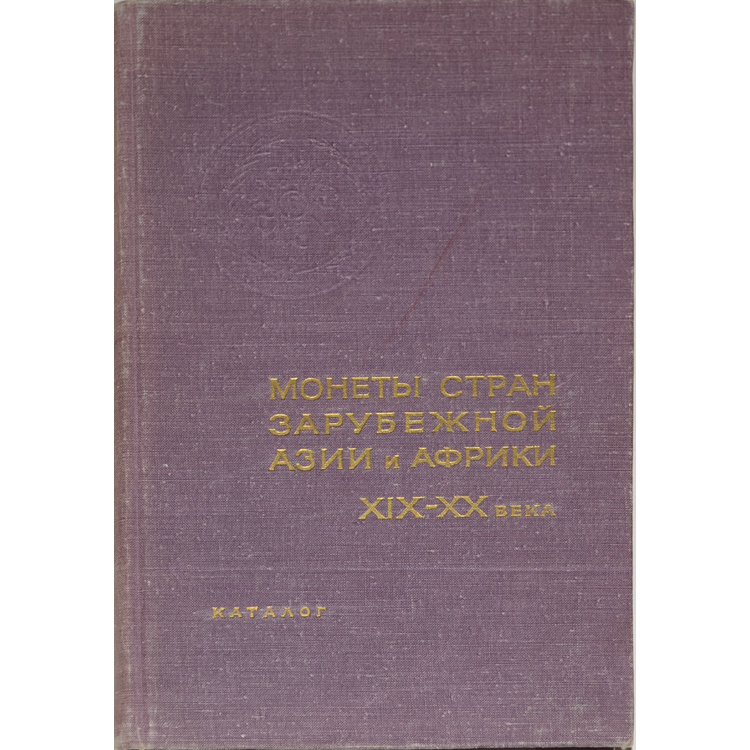 МОНЕТЫ СТРАН
ЗАРУБЕЖНОЙ
АЗИИ и АФРИКИ
XIX-XX ВЕКА
КАТАЛОГ